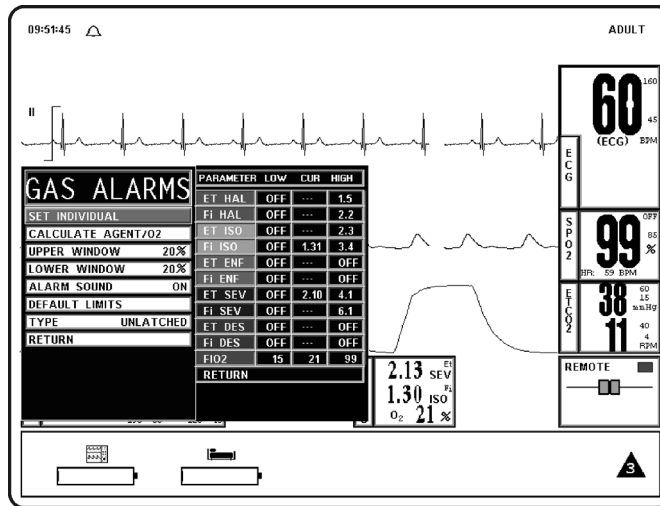 09:51:45
ADULT
II
60
160
45
(ECG) BPM
ECG
GAS ALARMS
SET INDIVIDUAL
CALCULATE AGENT/O2
UPPER WINDOW 20%
LOWER WINDOW 20%
ALARM SOUND ON
DEFAULT LIMITS
TYPE UNLATCHED
RETURN
PARAMETER LOW CUR HIGH
ET HAL OFF --- 1.5
Fi HAL OFF --- 2.2
ET ISO OFF --- 2.3
Fi ISO OFF 1.31 3.4
ET ENF OFF --- OFF
Fi ENF OFF --- OFF
ET SEV OFF 2.10 4.1
Fi SEV OFF --- 6.1
ET DES OFF --- OFF
Fi DES OFF --- OFF
FIO2 15 21 99
RETURN
SPO2
99
OFF
85
%
HR: 59 BPM
ETCO2
38
60
15
mmHg
11
40
4
RPM
2.13 Et SEV
1.30 Fi ISO
O2 21 %
REMOTE
3